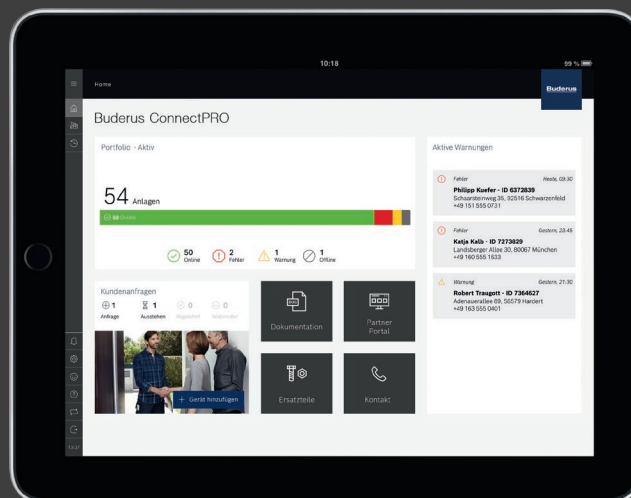 10:18
99 %
Home
Buderus
Buderus ConnectPRO
Portfolio - Aktiv
54 Anlagen
50 Online
2 Fehler
1 Warnung
1 Offline
Kundenanfragen
1 Anfrage
1 Ausstehen
0 Abgelehnt
0
Gerät hinzufügen
Dokumentation
Partner
Portal
Ersatzteile
Kontakt
Aktive Warnungen
Fehler Heute, 09:30
Philipp Kuefer - ID 6372839
Schaarsteinweg 35, 92516 Schwarzenfeld
+49 151 555 0731
Fehler Gestern, 23:45
Katja Kalb - ID 7273829
Landsberger Allee 30, 80067 München
+49 160 555 1633
Warnung Gestern, 21:30
Robert Traugott - ID 7364627
Adenauerallee 69, 56579 Hardert
+49 163 555 0401